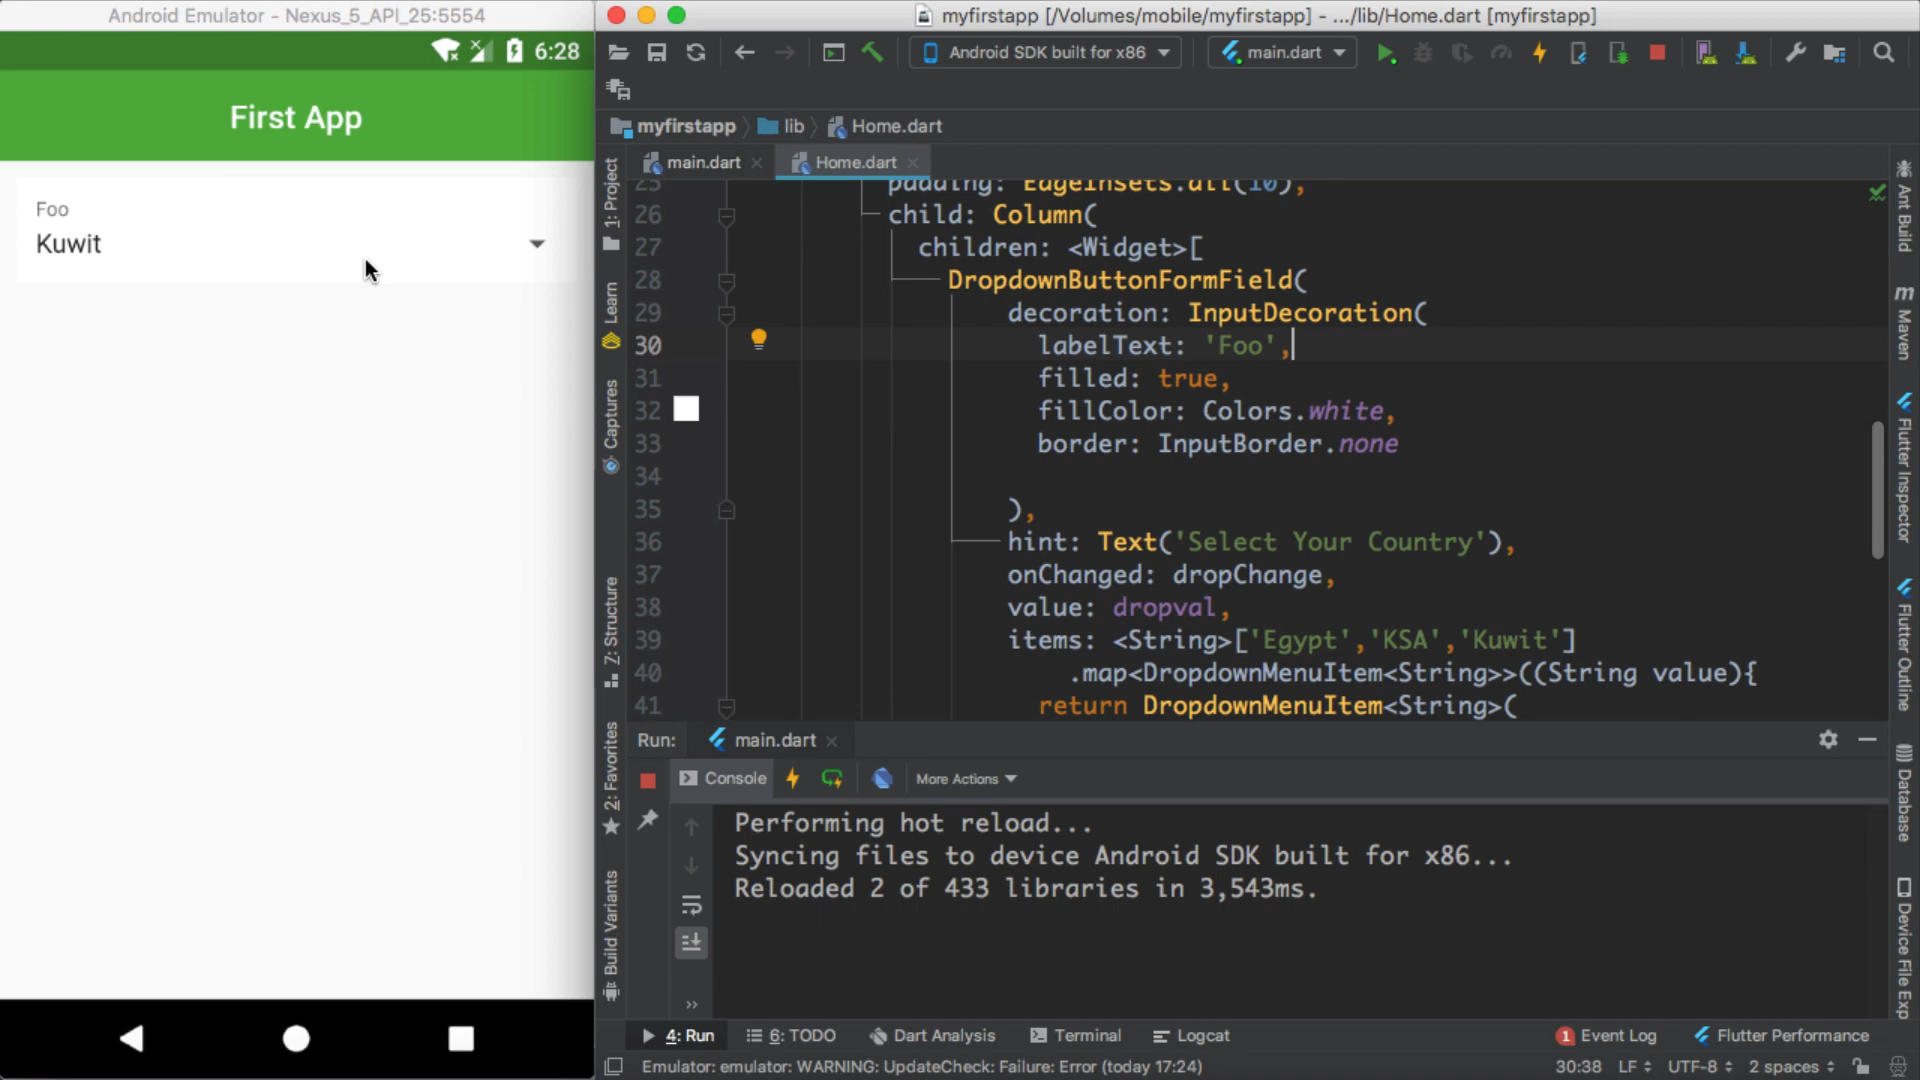 Android Emulator - Nexus_5_API_25:5554
6:28
First App
Foo
Kuwit
myfirstapp [/Volumes/mobile/myfirstapp] - .../lib/Home.dart [myfirstapp]
Android SDK built for x86
main.dart
myfirstapp
lib
Home.dart
main.dart
Home.dart
25 padding: EdgeInsets.all(10),
26 child: Column(
27 children: <Widget>[
28 DropdownButtonFormField(
29 decoration: InputDecoration(
30 labelText: 'Foo',
31 filled: true,
32 fillColor: Colors.white,
33 border: InputBorder.none
34
35 ),
36 hint: Text('Select Your Country'),
37 onChanged: dropChange,
38 value: dropval,
39 items: <String>['Egypt','KSA','Kuwit']
40 .map<DropdownMenuItem<String>>((String value){
41 return DropdownMenuItem<String>(
1: Project
Learn
Captures
Z: Structure
2: Favorites
Build Variants
Ant Build
m
Maven
Flutter Inspector
Flutter Outline
Database
Device File Exp
Run:
main.dart
Console
More Actions
Performing hot reload...
Syncing files to device Android SDK built for x86...
Reloaded 2 of 433 libraries in 3,543ms.
4: Run
6: TODO
Dart Analysis
Terminal
Logcat
1 Event Log
Flutter Performance
Emulator: emulator: WARNING: UpdateCheck: Failure: Error (today 17:24)
30:38
LF
UTF-8
2 spaces